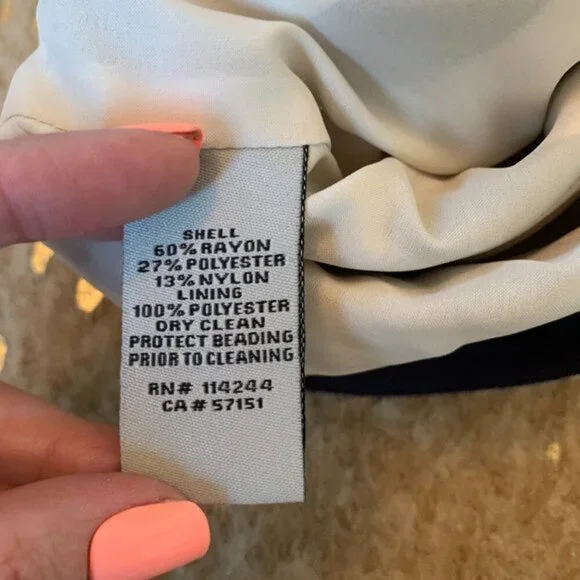 SHELL
60% RAYON
27% POLYESTER
13% NYLON
LINING
100% POLYESTER
DRY CLEAN
PROTECT BEADING
PRIOR TO CLEANING
RN# 114244
CA# 57151